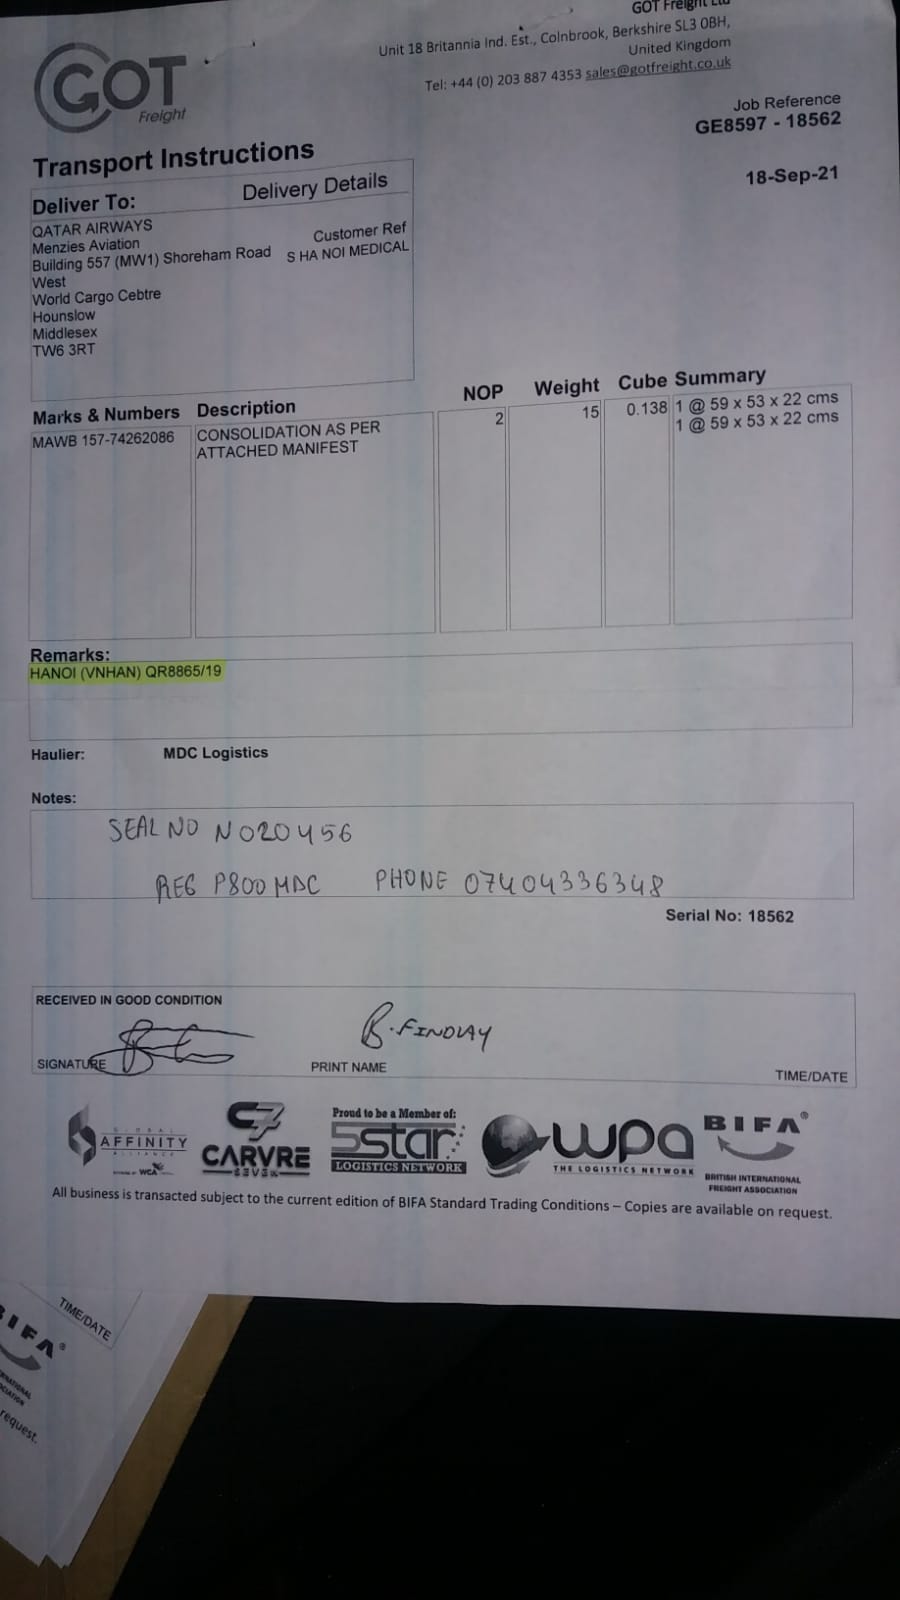 GOT Freight Ltd
Unit 18 Britannia Ind. Est., Colnbrook, Berkshire SL3 0BH,
United Kingdom
Tel: +44 (0) 203 887 4353 sales@gotfreight.co.uk
GOT
Freight
Job Reference
GE8597 - 18562
Transport Instructions
18-Sep-21
Deliver To: Delivery Details
QATAR AIRWAYS
Menzies Aviation Customer Ref
Building 557 (MW1) Shoreham Road S HA NOI MEDICAL
West
World Cargo Cebtre
Hounslow
Middlesex
TW6 3RT
Marks & Numbers Description NOP Weight Cube Summary
MAWB 157-74262086 CONSOLIDATION AS PER 2 15 0.138 1 @ 59 x 53 x 22 cms
ATTACHED MANIFEST 1 @ 59 x 53 x 22 cms
Remarks:
HANOI (VNHAN) QR8865/19
Haulier: MDC Logistics
Notes:
SEAL NO N020456
REG P800MDC PHONE 07404336348
Serial No: 18562
RECEIVED IN GOOD CONDITION
B.FINDLAY
SIGNATURE PRINT NAME TIME/DATE
GLOBAL
AFFINITY
ALLIANCE
WCA
C7
CARVRE
SEVEN
Proud to be a Member of:
5star
LOGISTICS NETWORK
wpa
THE LOGISTICS NETWORK
BIFA®
BRITISH INTERNATIONAL
FREIGHT ASSOCIATION
All business is transacted subject to the current edition of BIFA Standard Trading Conditions – Copies are available on request.
TIME/DATE
BIFA®
request.